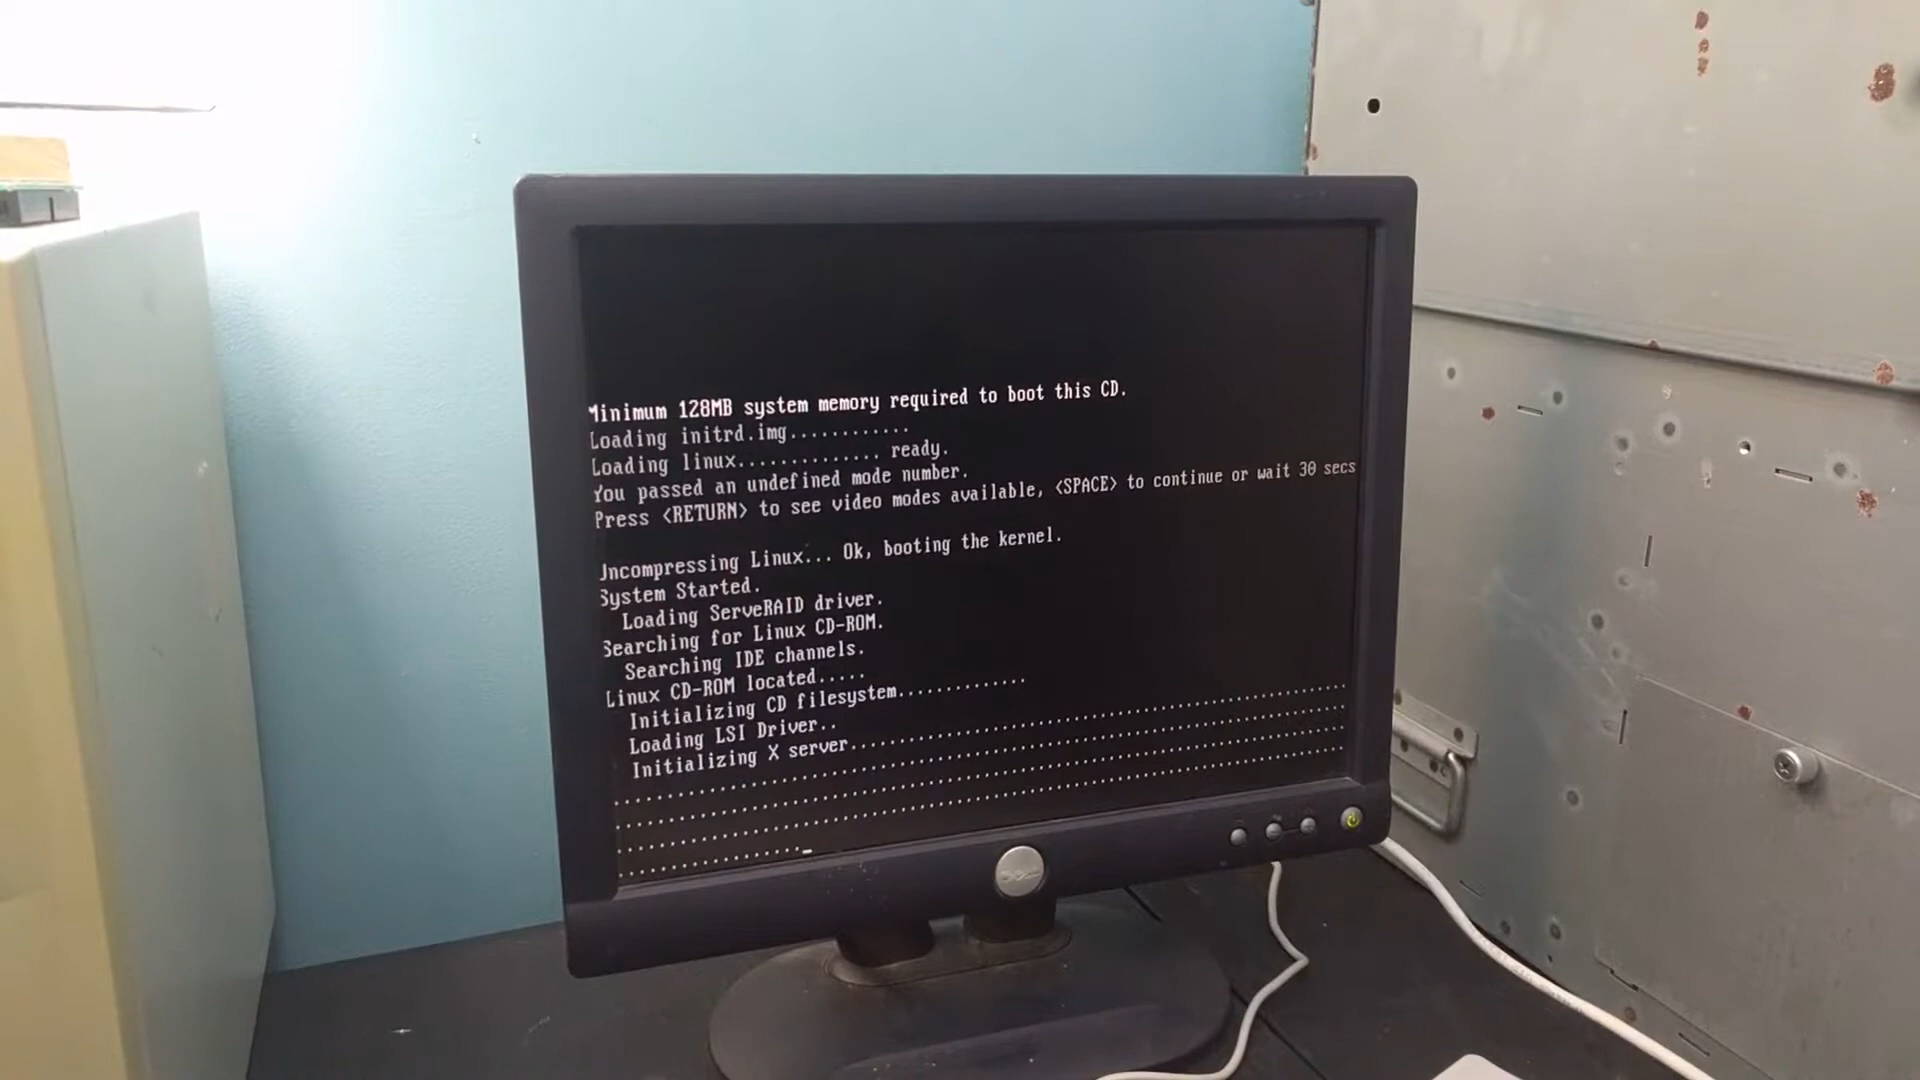 Minimum 128MB system memory required to boot this CD.
Loading initrd.img............
Loading linux.............. ready.
You passed an undefined mode number.
Press <RETURN> to see video modes available, <SPACE> to continue or wait 30 secs
Uncompressing Linux... Ok, booting the kernel.
System Started.
Loading ServeRAID driver.
Searching for Linux CD-ROM.
Searching IDE channels.
Linux CD-ROM located.....
Initializing CD filesystem.............
Loading LSI Driver..
Initializing X server..............................................
DELL